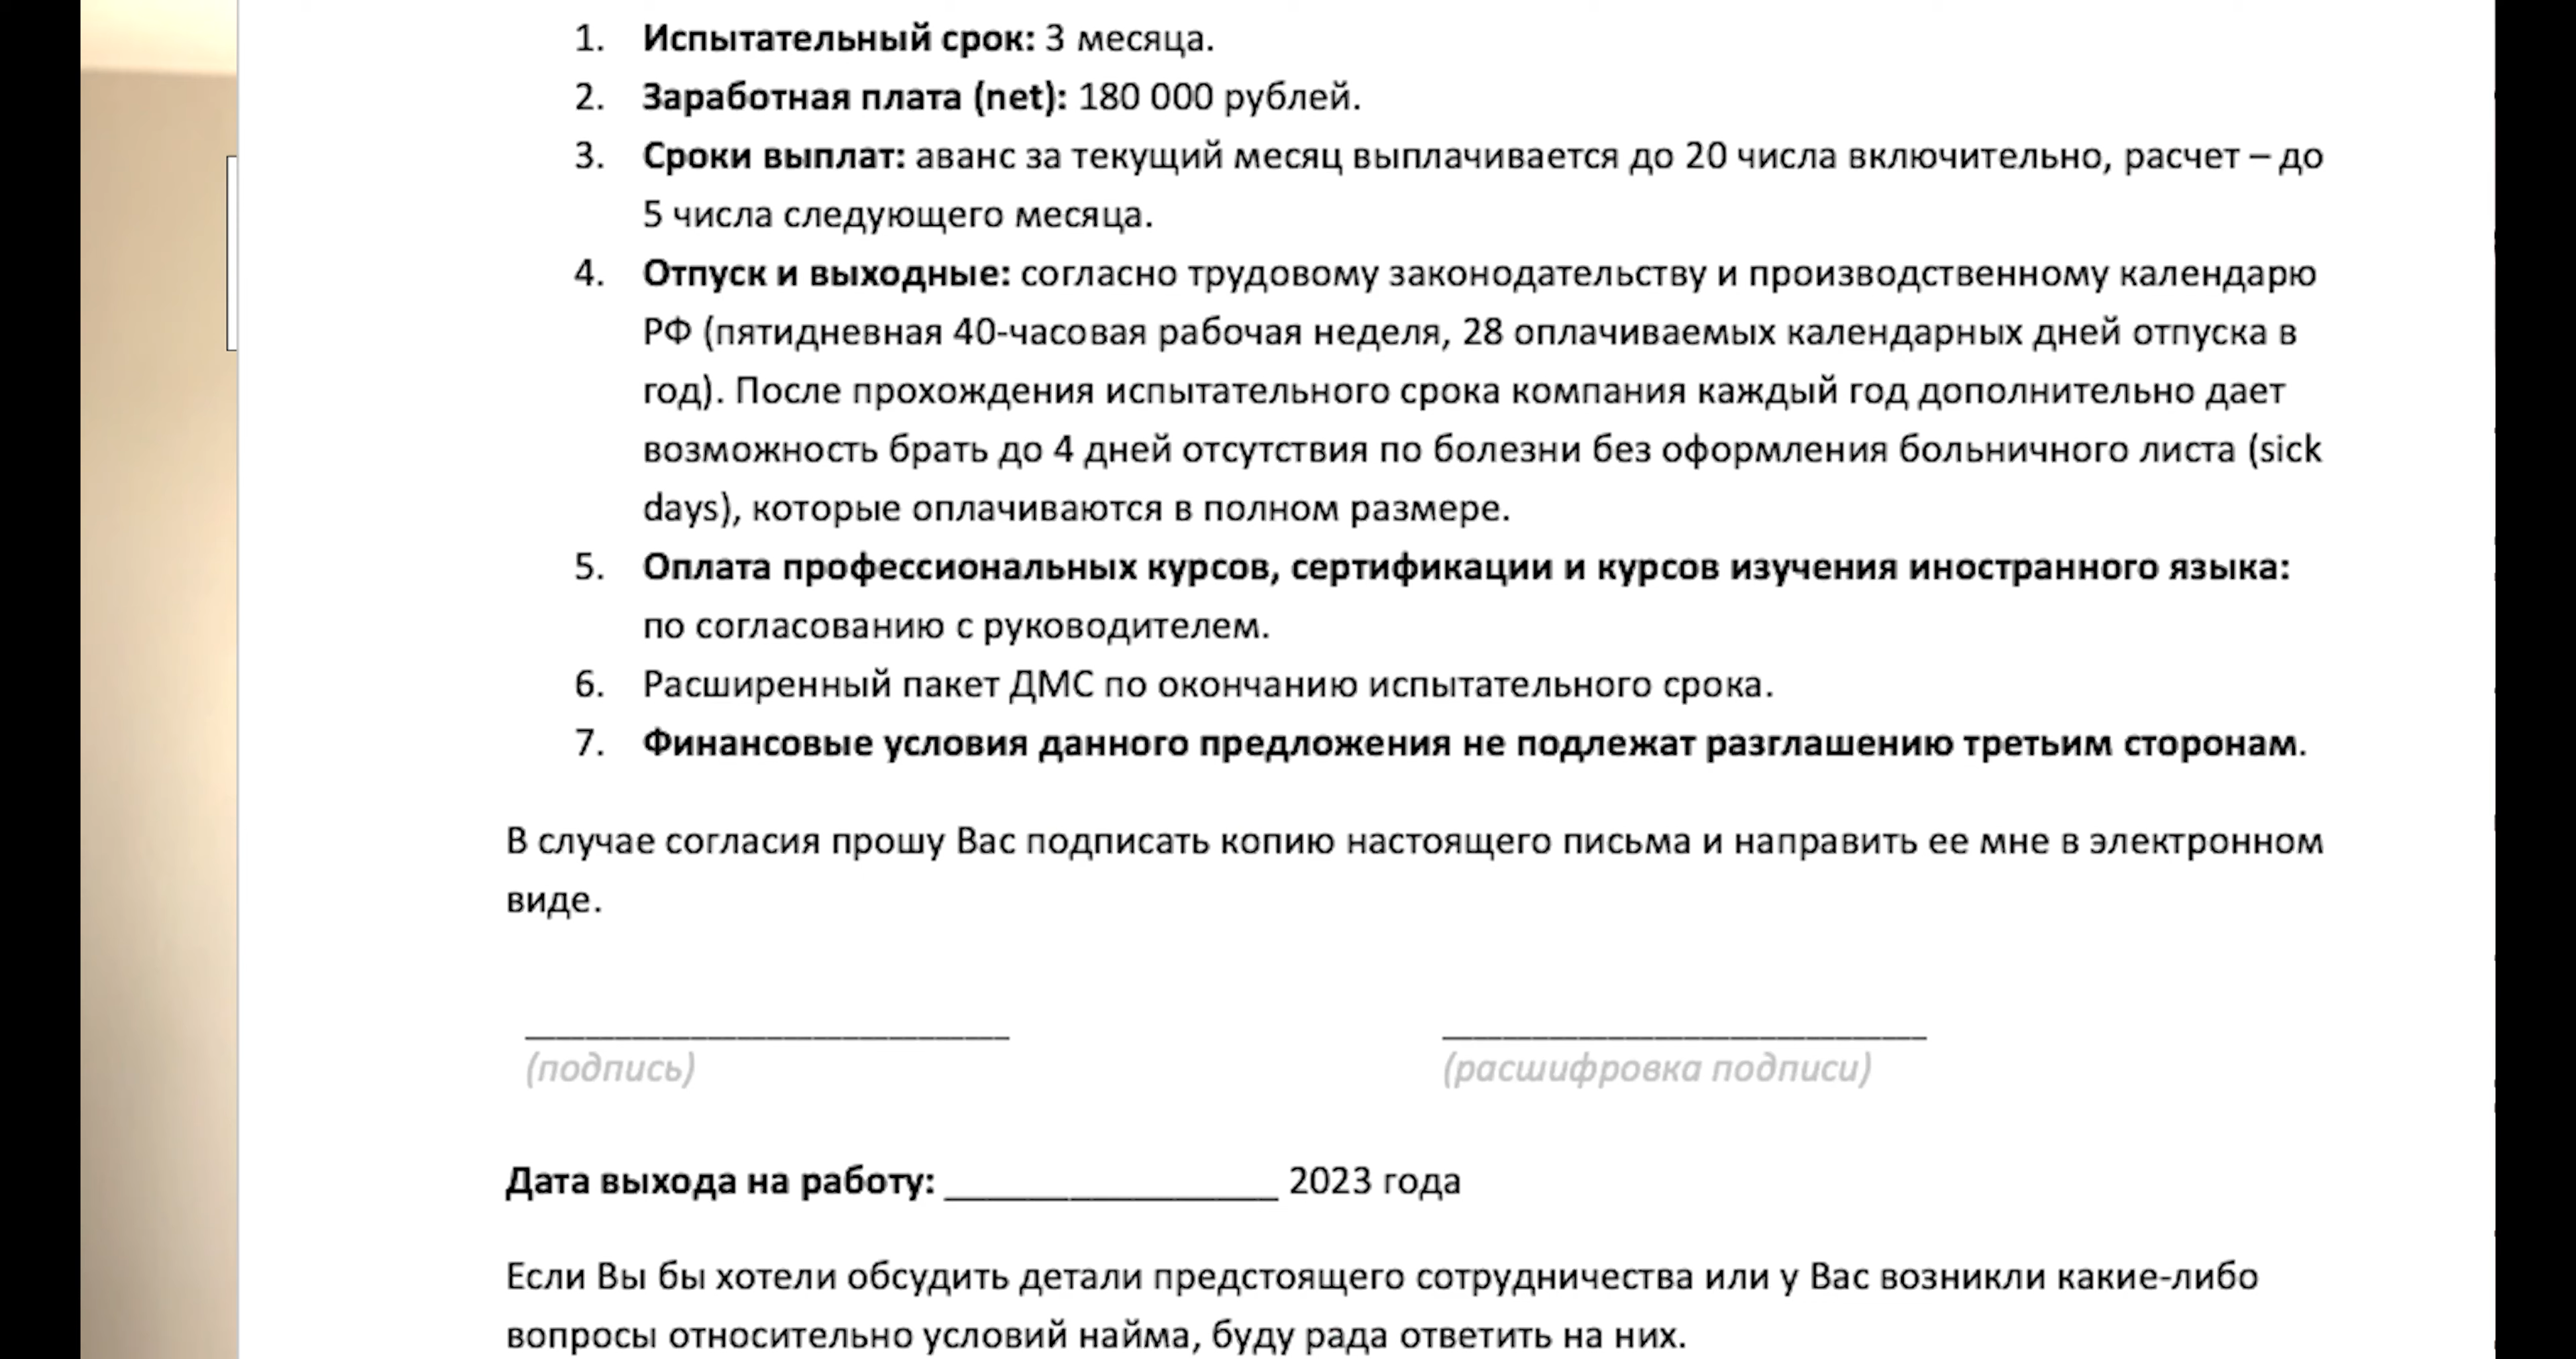 1. Испытательный срок: 3 месяца.
2. Заработная плата (net): 180 000 рублей.
3. Сроки выплат: аванс за текущий месяц выплачивается до 20 числа включительно, расчет – до
5 числа следующего месяца.
4. Отпуск и выходные: согласно трудовому законодательству и производственному календарю
РФ (пятидневная 40-часовая рабочая неделя, 28 оплачиваемых календарных дней отпуска в
год). После прохождения испытательного срока компания каждый год дополнительно дает
возможность брать до 4 дней отсутствия по болезни без оформления больничного листа (sick
days), которые оплачиваются в полном размере.
5. Оплата профессиональных курсов, сертификации и курсов изучения иностранного языка:
по согласованию с руководителем.
6. Расширенный пакет ДМС по окончанию испытательного срока.
7. Финансовые условия данного предложения не подлежат разглашению третьим сторонам.
В случае согласия прошу Вас подписать копию настоящего письма и направить ее мне в электронном
виде.
(подпись) (расшифровка подписи)
Дата выхода на работу: ________________ 2023 года
Если Вы бы хотели обсудить детали предстоящего сотрудничества или у Вас возникли какие-либо
вопросы относительно условий найма, буду рада ответить на них.